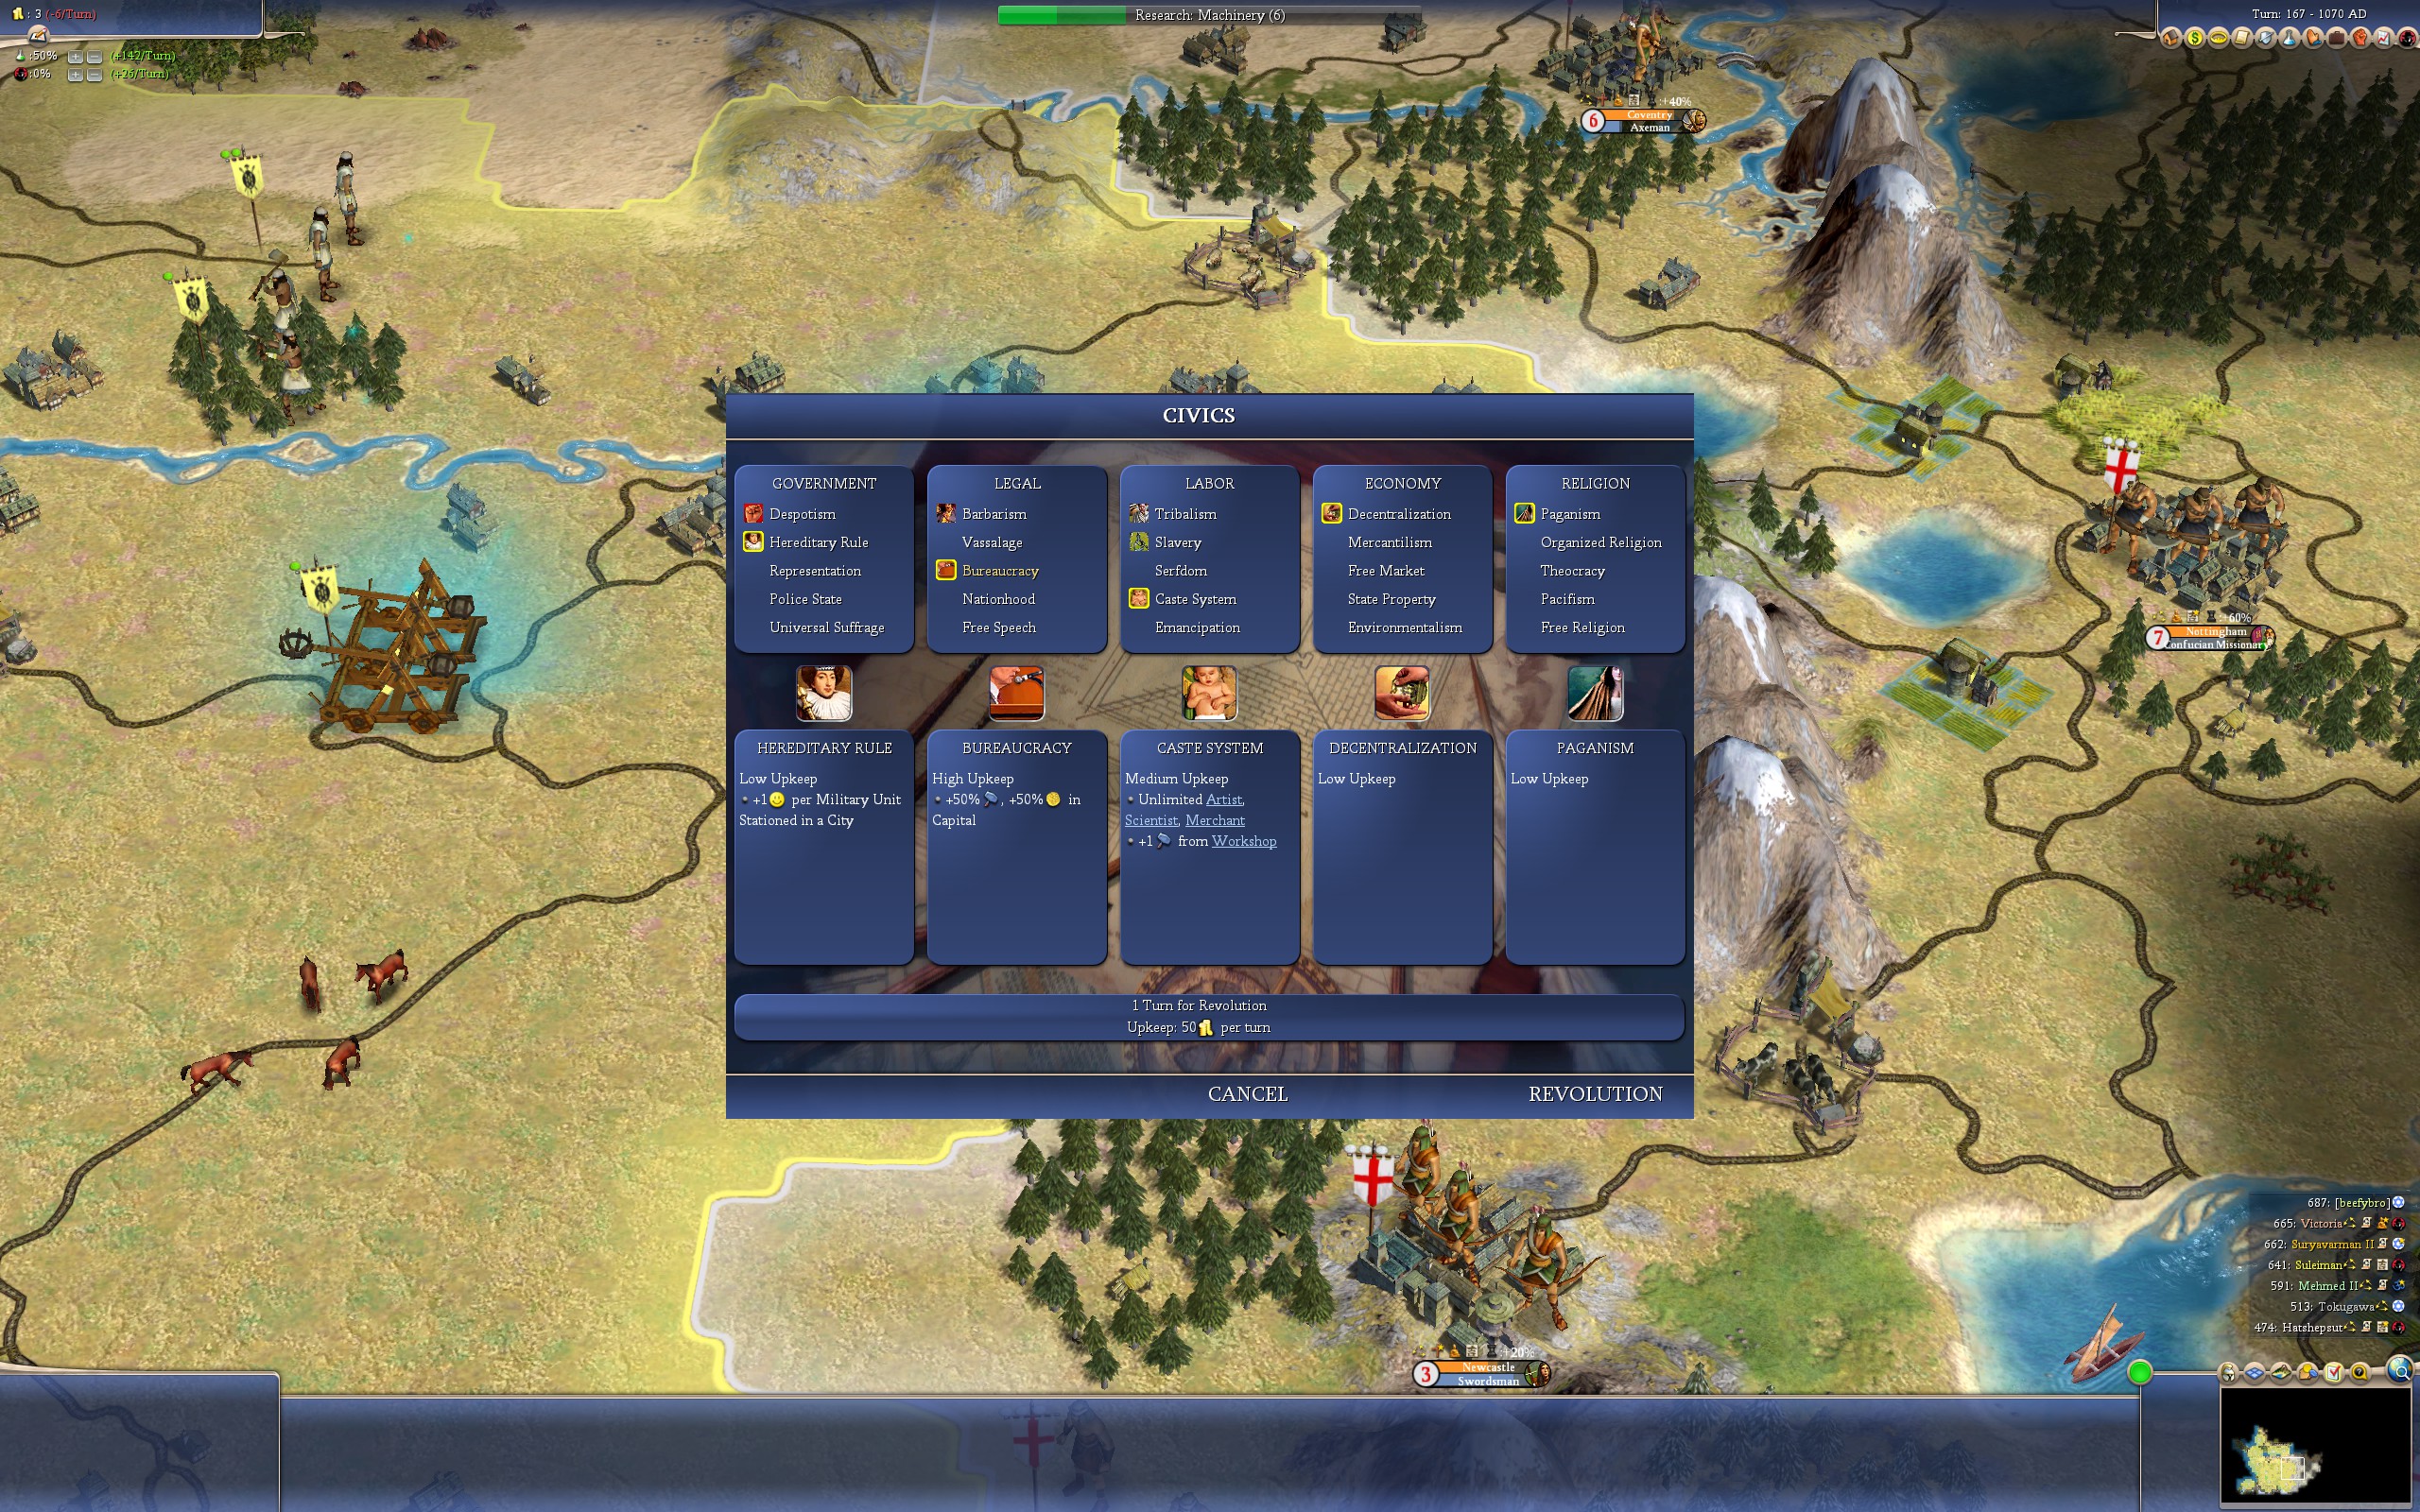 : 3 (-6/Turn)
Research: Machinery (6)
Turn: 167 - 1070 AD
:50% (+142/Turn)
:0% (+26/Turn)
:+40%
6 Coventry
Axeman
CIVICS
GOVERNMENT
Despotism
Hereditary Rule
Representation
Police State
Universal Suffrage
LEGAL
Barbarism
Vassalage
Bureaucracy
Nationhood
Free Speech
LABOR
Tribalism
Slavery
Serfdom
Caste System
Emancipation
ECONOMY
Decentralization
Mercantilism
Free Market
State Property
Environmentalism
RELIGION
Paganism
Organized Religion
Theocracy
Pacifism
Free Religion
:+60%
7 Nottingham
Confucian Missionary
HEREDITARY RULE
Low Upkeep
• +1 per Military Unit
Stationed in a City
BUREAUCRACY
High Upkeep
• +50% , +50% in
Capital
CASTE SYSTEM
Medium Upkeep
• Unlimited Artist,
Scientist, Merchant
• +1 from Workshop
DECENTRALIZATION
Low Upkeep
PAGANISM
Low Upkeep
1 Turn for Revolution
Upkeep: 50 per turn
CANCEL
REVOLUTION
687: [beefybro]
665: Victoria
662: Suryavarman II
641: Suleiman
591: Mehmed II
513: Tokugawa
474: Hatshepsut
:+20%
3 Newcastle
Swordsman